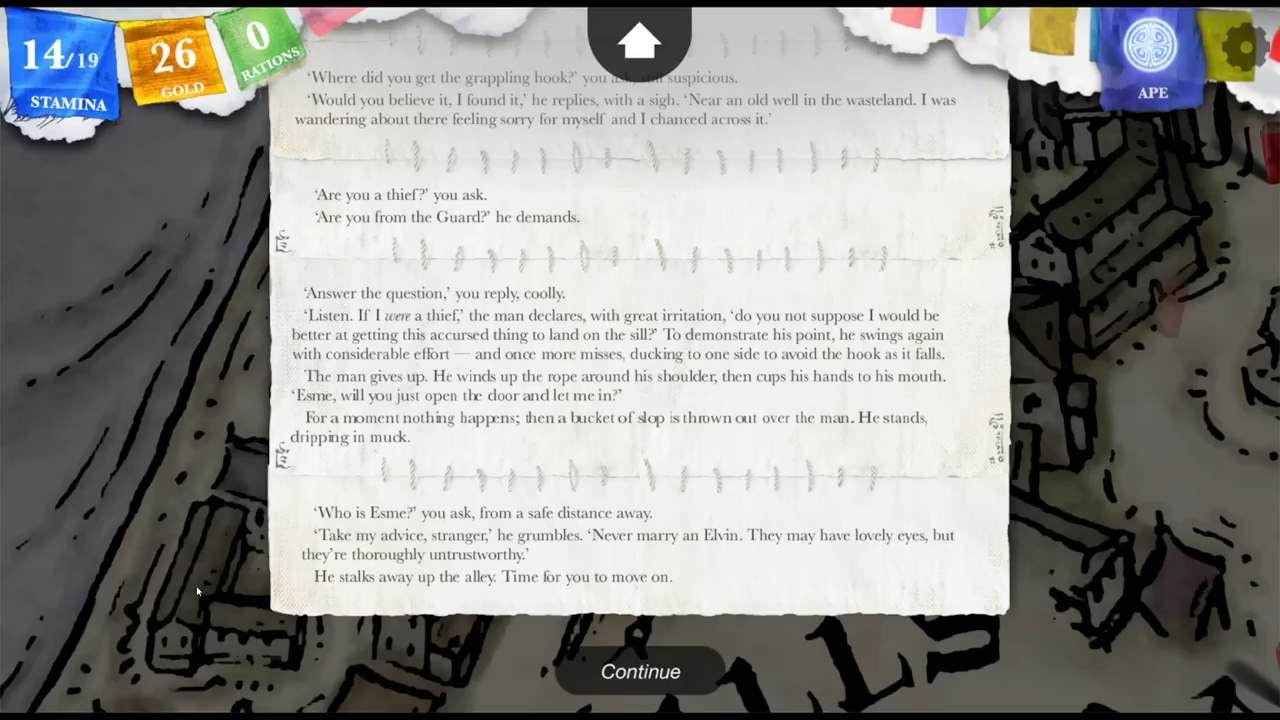 14/19
STAMINA
26
GOLD
0
RATIONS
APE
‘Where did you get the grappling hook?’ you ask, still suspicious.
‘Would you believe it, I found it,’ he replies, with a sigh. ‘Near an old well in the wasteland. I was
wandering about there feeling sorry for myself and I chanced across it.’
‘Are you a thief?’ you ask.
‘Are you from the Guard?’ he demands.
‘Answer the question,’ you reply, coolly.
‘Listen. If I were a thief,’ the man declares, with great irritation, ‘do you not suppose I would be
better at getting this accursed thing to land on the sill?’ To demonstrate his point, he swings again
with considerable effort — and once more misses, ducking to one side to avoid the hook as it falls.
The man gives up. He winds up the rope around his shoulder, then cups his hands to his mouth.
‘Esme, will you just open the door and let me in?’
For a moment nothing happens; then a bucket of slop is thrown out over the man. He stands,
dripping in muck.
‘Who is Esme?’ you ask, from a safe distance away.
‘Take my advice, stranger,’ he grumbles. ‘Never marry an Elvin. They may have lovely eyes, but
they’re thoroughly untrustworthy.’
He stalks away up the alley. Time for you to move on.
Continue